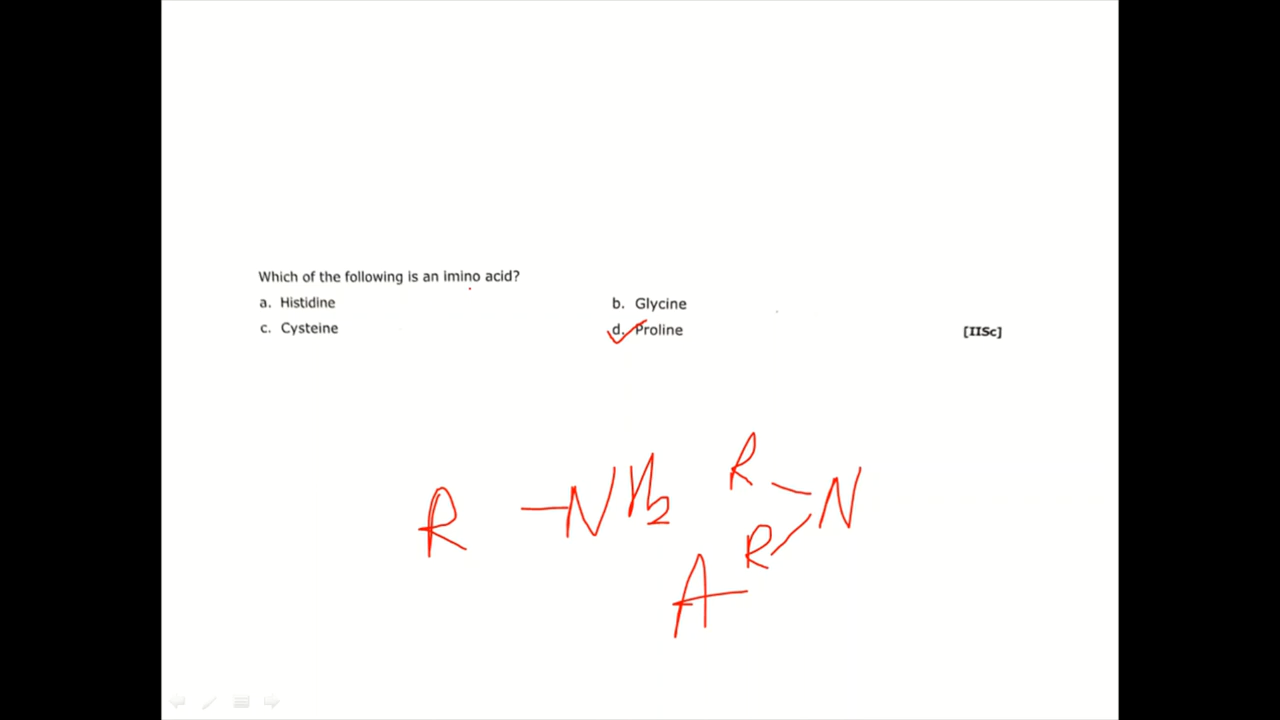 Which of the following is an imino acid?
a. Histidine b. Glycine
c. Cysteine d. Proline [IISc]
R
R - NH2 N
R
A